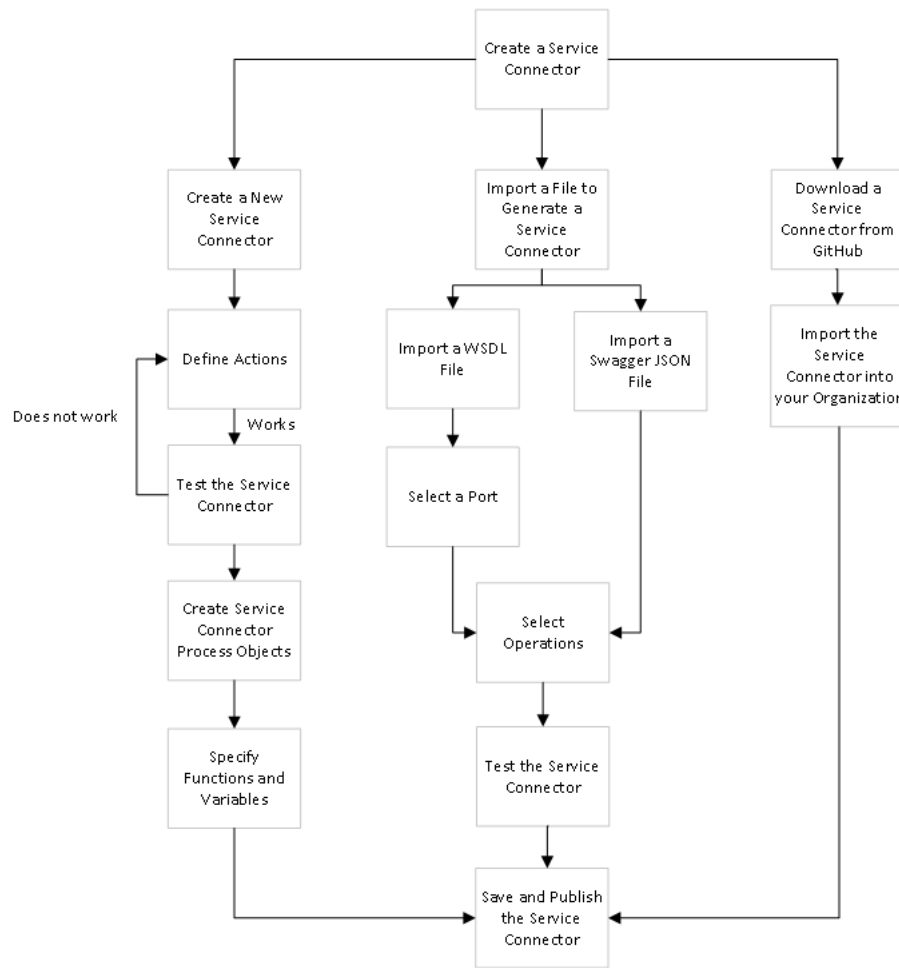 Create a Service
Connector
Create a New
Service
Connector
Import a File to
Generate a
Service
Connector
Download a
Service
Connector from
GitHub
Define Actions
Import a WSDL
File
Import a
Swagger JSON
File
Import the
Service
Connector into
your Organization
Does not work
Works
Test the Service
Connector
Select a Port
Create Service
Connector
Process Objects
Select
Operations
Specify
Functions and
Variables
Test the Service
Connector
Save and Publish
the Service
Connector